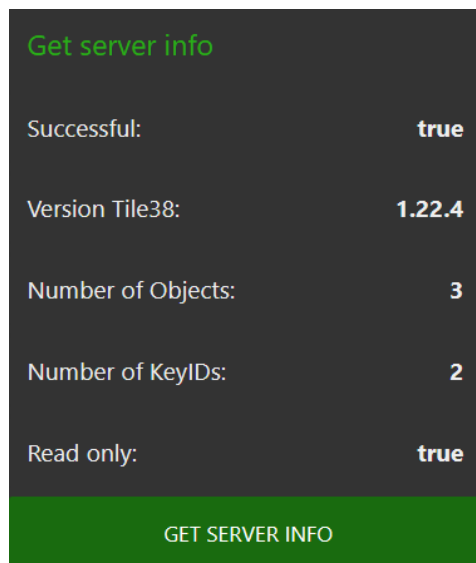 Get server info
Successful: true
Version Tile38: 1.22.4
Number of Objects: 3
Number of KeyIDs: 2
Read only: true
GET SERVER INFO